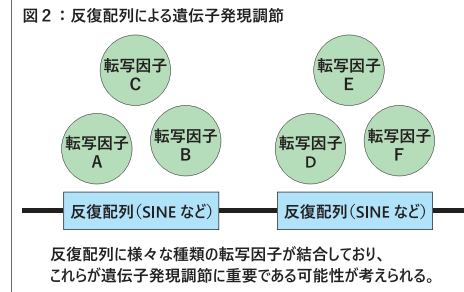 図２：反復配列による遺伝子発現調節
転写因子
C
転写因子
E
転写因子
A
転写因子
B
転写因子
D
転写因子
F
反復配列（SINE など）
反復配列（SINE など）
反復配列に様々な種類の転写因子が結合しており、
これらが遺伝子発現調節に重要である可能性が考えられる。